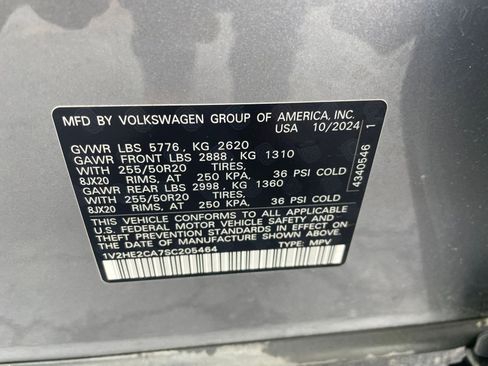 MFD BY VOLKSWAGEN GROUP OF AMERICA, INC.
USA 10/2024
GVWR LBS 5776, KG 2620
GAWR FRONT LBS 2888, KG 1310
WITH 255/50R20 TIRES,
8JX20 RIMS, AT 250 KPA. 36 PSI COLD
GAWR REAR LBS 2998, KG 1360
WITH 255/50R20 TIRES,
8JX20 RIMS, AT 250 KPA. 36 PSI COLD
THIS VEHICLE CONFORMS TO ALL APPLICABLE
U.S. FEDERAL MOTOR VEHICLE SAFETY AND
THEFT PREVENTION STANDARDS IN EFFECT ON
THE DATE OF MANUFACTURE SHOWN ABOVE.
1V2HE2CA7SC205464 TYPE: MPV
4340546 1